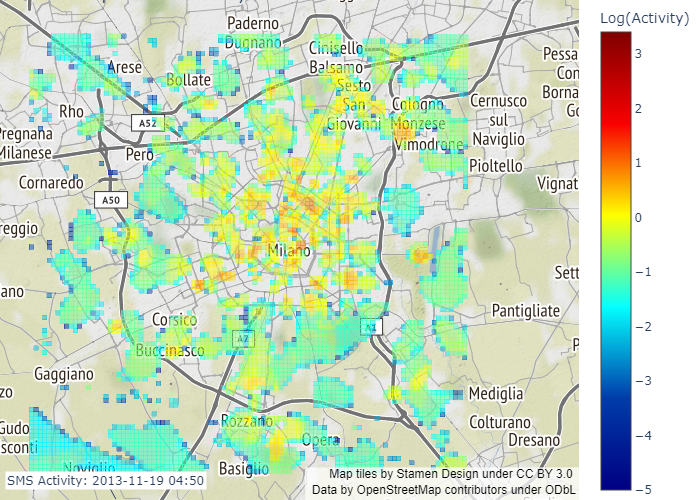 Log(Activity)
3
2
1
0
−1
−2
−3
−4
−5
Paderno
Dugnano
Cinisello
Balsamo
Sesto
San
Giovanni
Arese
Bollate
Rho
A52
Pero
Pregnana
Milanese
Cornaredo
A50
Cologno
Monzese
Vimodrone
Cernusco
sul
Naviglio
Pioltello
Pessa
Con
Borna
Go
Vignat
reggio
Milano
Sett
ano
Pantigliate
Corsico
Buccinasco
A7
A1
P
Gaggiano
zo
Mediglia
Colturano
Dresano
Gudo
sconti
Rozzano
Opera
Noviglio
Basiglio
SMS Activity: 2013-11-19 04:50
Map tiles by Stamen Design under CC BY 3.0
Data by OpenStreetMap contributors under ODbL